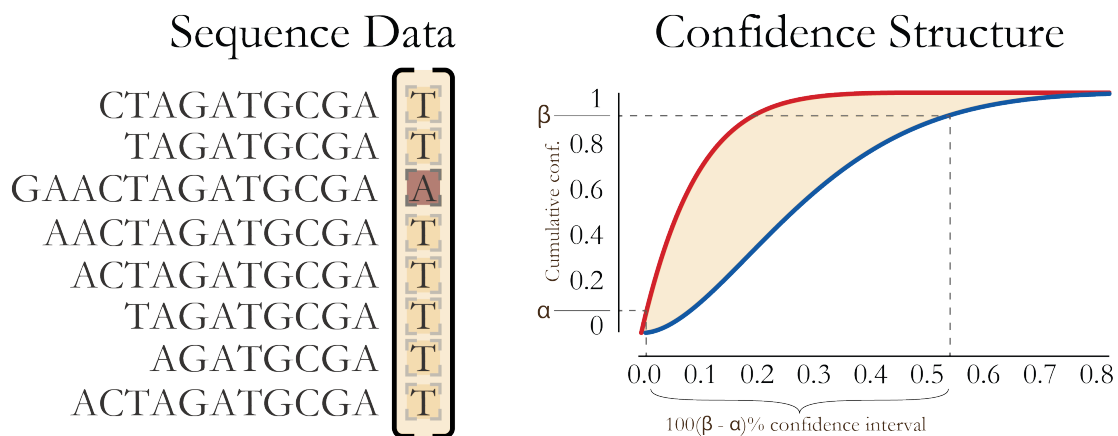 Sequence Data
CTAGATGCGA T
TAGATGCGA T
GAACTAGATGCGA A
AACTAGATGCGA T
ACTAGATGCGA T
TAGATGCGA T
AGATGCGA T
ACTAGATGCGA T
Confidence Structure
β
α
Cumulative conf.
1
0.8
0.6
0.4
0.2
0
0.0 0.1 0.2 0.3 0.4 0.5 0.6 0.7 0.8
100(β - α)% confidence interval